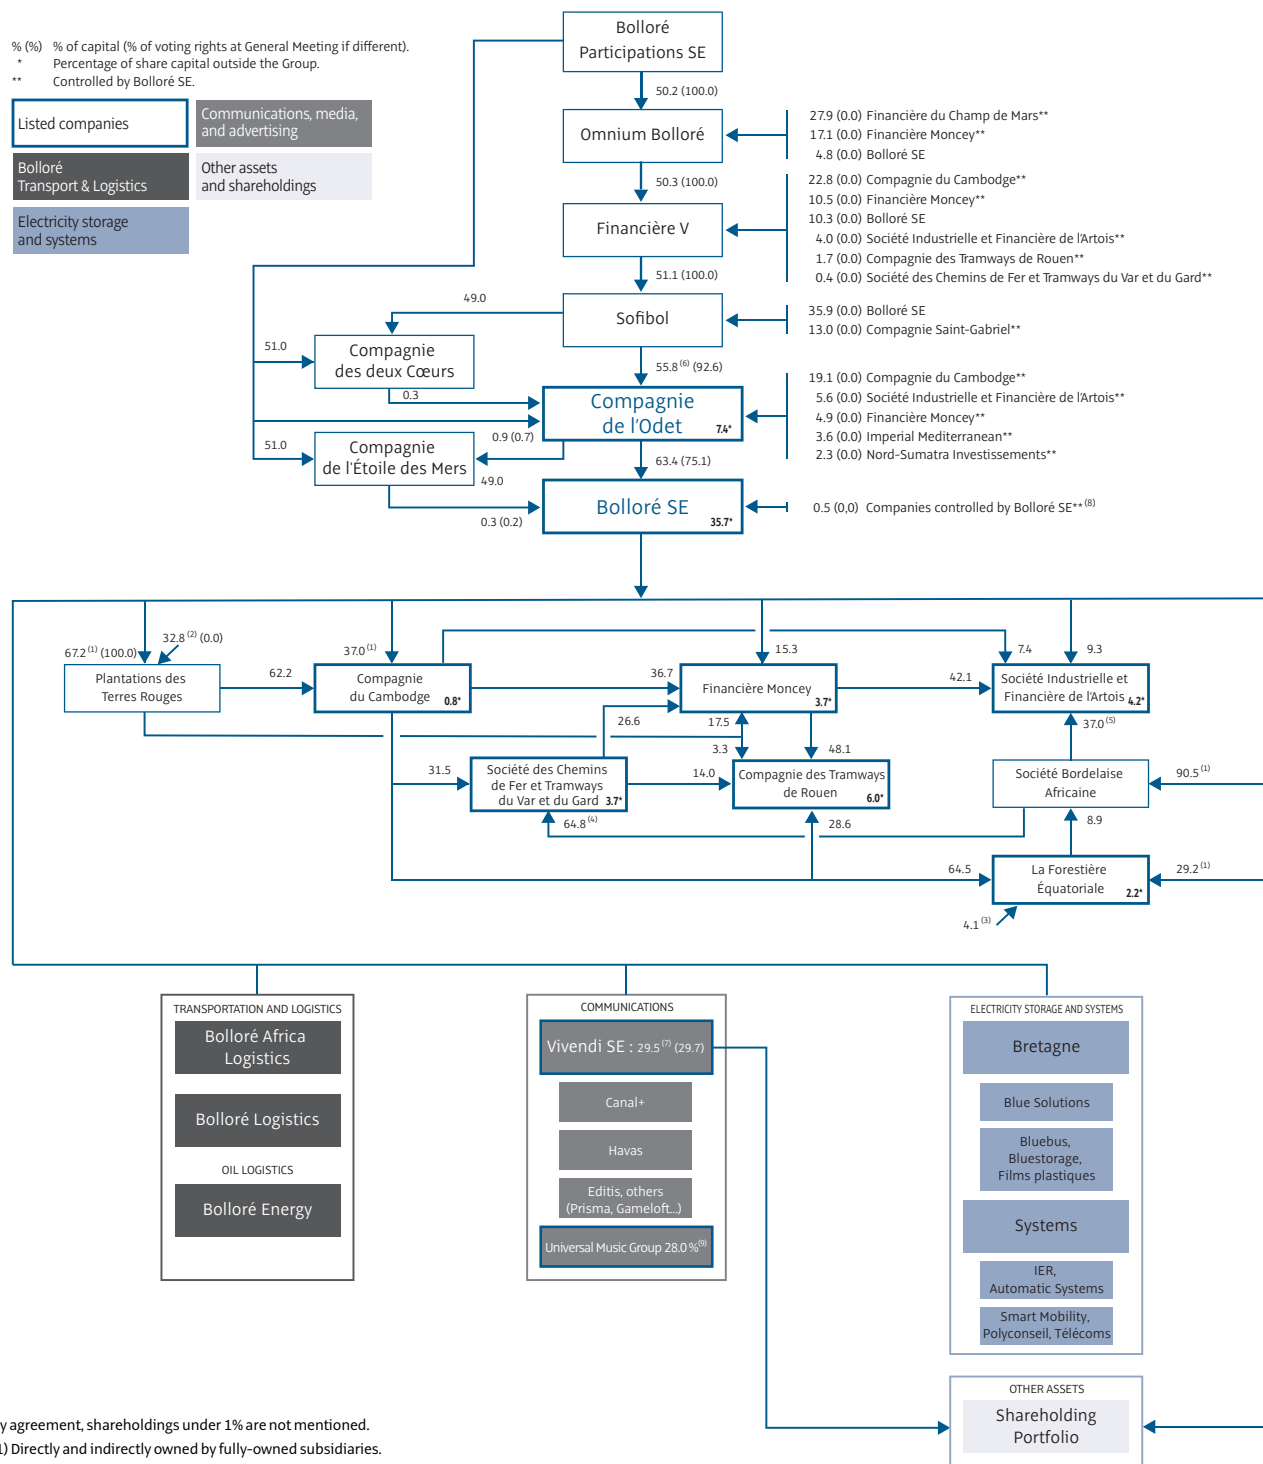 % (%) % of capital (% of voting rights at General Meeting if different).
* Percentage of share capital outside the Group.
** Controlled by Bolloré SE.
Listed companies
Communications, media,
and advertising
Bolloré
Transport & Logistics
Other assets
and shareholdings
Electricity storage
and systems
Bolloré
Participations SE
50.2 (100.0)
Omnium Bolloré
27.9 (0.0) Financière du Champ de Mars**
17.1 (0.0) Financière Moncey**
4.8 (0.0) Bolloré SE
50.3 (100.0)
Financière V
22.8 (0.0) Compagnie du Cambodge**
10.5 (0.0) Financière Moncey**
10.3 (0.0) Bolloré SE
4.0 (0.0) Société Industrielle et Financière de l'Artois**
1.7 (0.0) Compagnie des Tramways de Rouen**
0.4 (0.0) Société des Chemins de Fer et Tramways du Var et du Gard**
51.1 (100.0)
49.0
Sofibol
35.9 (0.0) Bolloré SE
13.0 (0.0) Compagnie Saint-Gabriel**
51.0
Compagnie
des deux Cœurs
55.8 (6) (92.6)
0.3
Compagnie
de l'Odet
7.4*
19.1 (0.0) Compagnie du Cambodge**
5.6 (0.0) Société Industrielle et Financière de l'Artois**
4.9 (0.0) Financière Moncey**
3.6 (0.0) Imperial Mediterranean**
2.3 (0.0) Nord-Sumatra Investissements**
0.9 (0.7)
51.0
Compagnie
de l'Étoile des Mers
49.0
63.4 (75.1)
0.3 (0.2)
Bolloré SE
35.7*
0.5 (0,0) Companies controlled by Bolloré SE** (8)
67.2 (1) (100.0)
32.8 (2) (0.0)
37.0 (1)
15.3
7.4
9.3
Plantations des
Terres Rouges
62.2
Compagnie
du Cambodge
0.8*
36.7
Financière Moncey
3.7*
42.1
Société Industrielle et
Financière de l'Artois
4.2*
26.6
17.5
37.0 (5)
3.3
48.1
31.5
Société des Chemins
de Fer et Tramways
du Var et du Gard 3.7*
14.0
Compagnie des Tramways
de Rouen
6.0*
Société Bordelaise
Africaine
90.5 (1)
64.8 (4)
28.6
8.9
64.5
La Forestière
Équatoriale
2.2*
29.2 (1)
4.1 (3)
TRANSPORTATION AND LOGISTICS
Bolloré Africa
Logistics
Bolloré Logistics
OIL LOGISTICS
Bolloré Energy
COMMUNICATIONS
Vivendi SE : 29.5 (7) (29.7)
Canal+
Havas
Editis, others
(Prisma, Gameloft...)
Universal Music Group 28.0 % (9)
ELECTRICITY STORAGE AND SYSTEMS
Bretagne
Blue Solutions
Bluebus,
Bluestorage,
Films plastiques
Systems
IER,
Automatic Systems
Smart Mobility,
Polyconseil, Télécoms
OTHER ASSETS
Shareholding
Portfolio
y agreement, shareholdings under 1% are not mentioned.
1) Directly and indirectly owned by fully-owned subsidiaries.